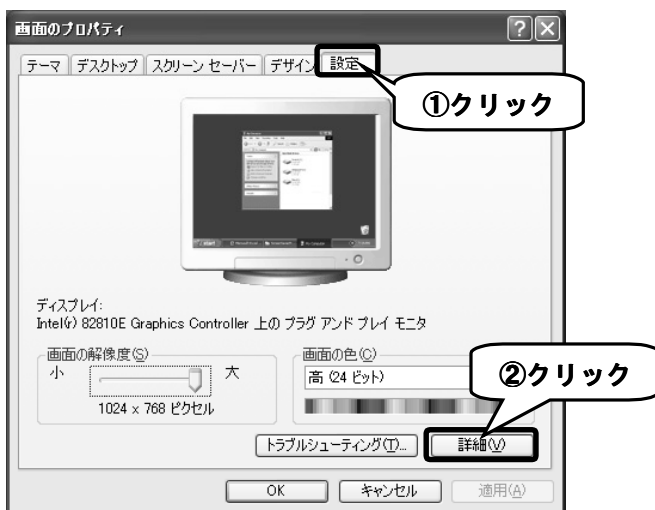 画面のプロパティ
テーマ デスクトップ スクリーン セーバー デザイン 設定
①クリック
ディスプレイ:
Intel(r) 82810E Graphics Controller 上の プラグ アンド プレイ モニタ
画面の解像度(S) 画面の色(C)
小 大 高 (24 ビット)
②クリック
1024 x 768 ピクセル
トラブルシューティング(T)... 詳細(V)
OK キャンセル 適用(A)